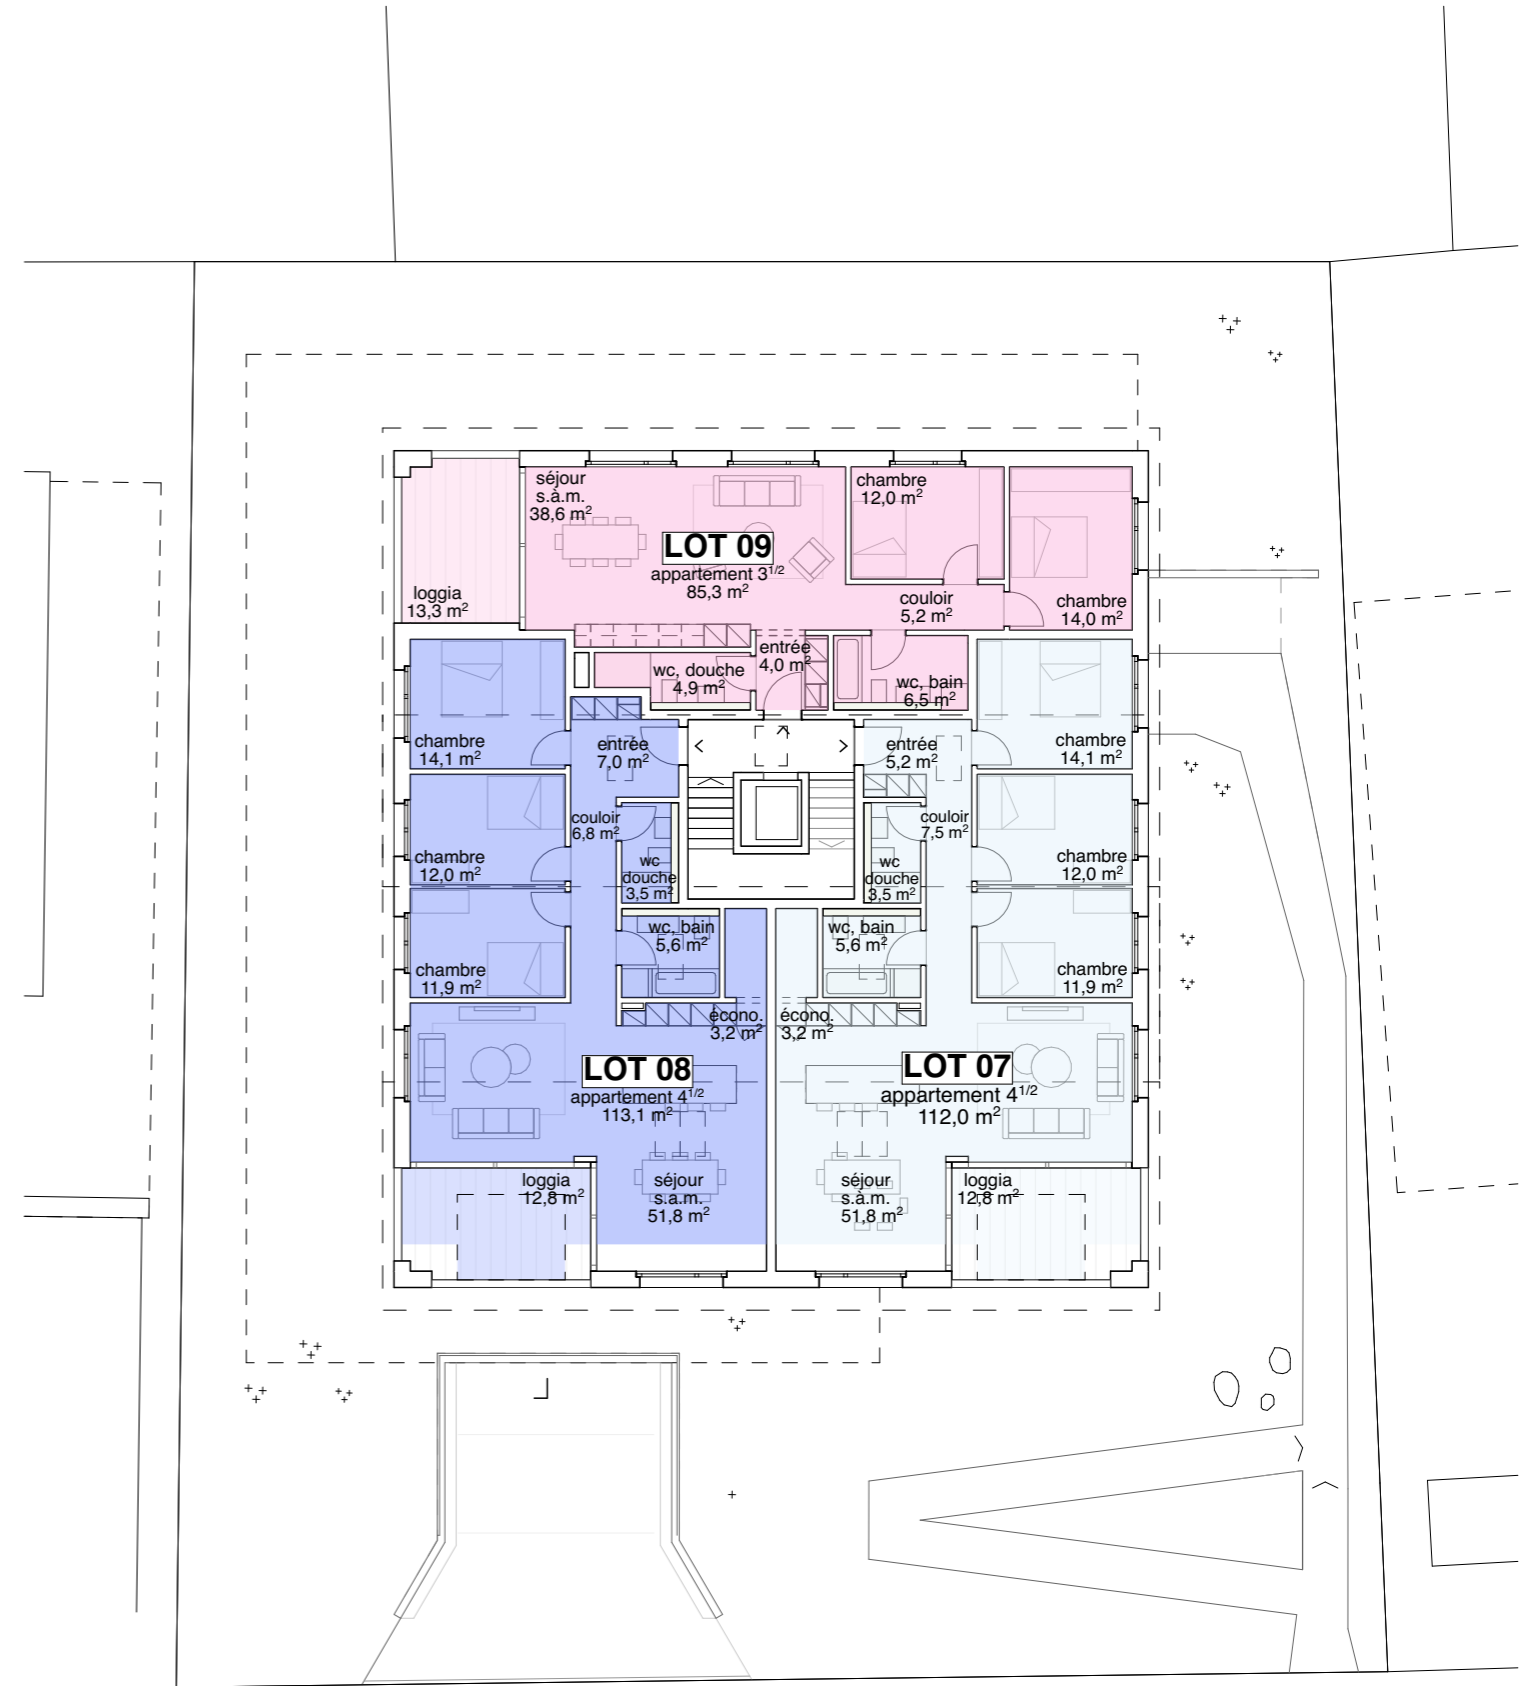 séjour
s.à.m.
38,6 m²
chambre
12,0 m²
LOT 09
appartement 3 1/2
85,3 m²
loggia
13,3 m²
couloir
5,2 m²
chambre
14,0 m²
entrée
4,0 m²
wc, douche
4,9 m²
wc, bain
6,5 m²
chambre
14,1 m²
entrée
7,0 m²
entrée
5,2 m²
chambre
14,1 m²
couloir
6,8 m²
couloir
7,5 m²
chambre
12,0 m²
wc
douche
3,5 m²
wc
douche
3,5 m²
chambre
12,0 m²
wc, bain
5,6 m²
wc, bain
5,6 m²
chambre
11,9 m²
chambre
11,9 m²
écono.
3,2 m²
écono.
3,2 m²
LOT 08
appartement 4 1/2
113,1 m²
LOT 07
appartement 4 1/2
112,0 m²
loggia
12,8 m²
séjour
s.à.m.
51,8 m²
séjour
s.à.m.
51,8 m²
loggia
12,8 m²